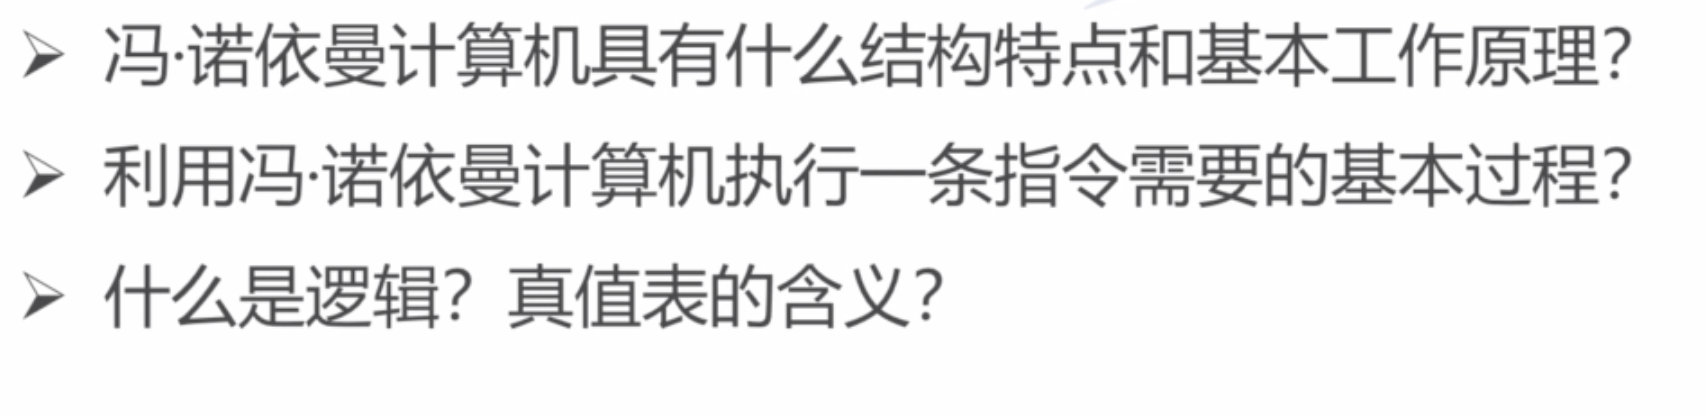 ➢ 冯·诺依曼计算机具有什么结构特点和基本工作原理?
➢ 利用冯·诺依曼计算机执行一条指令需要的基本过程?
➢ 什么是逻辑? 真值表的含义?